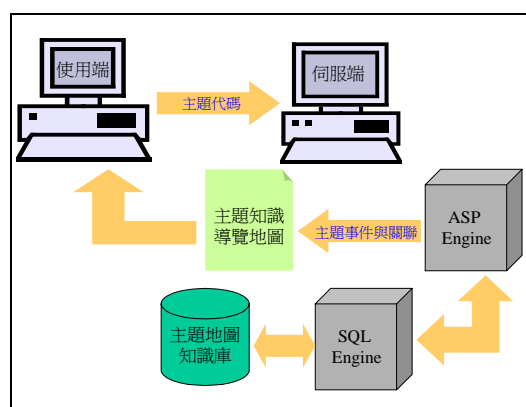 使用端
伺服端
主題代碼
主題知識
導覽地圖
主題事件與關聯
ASP
Engine
主題地圖
知識庫
SQL
Engine